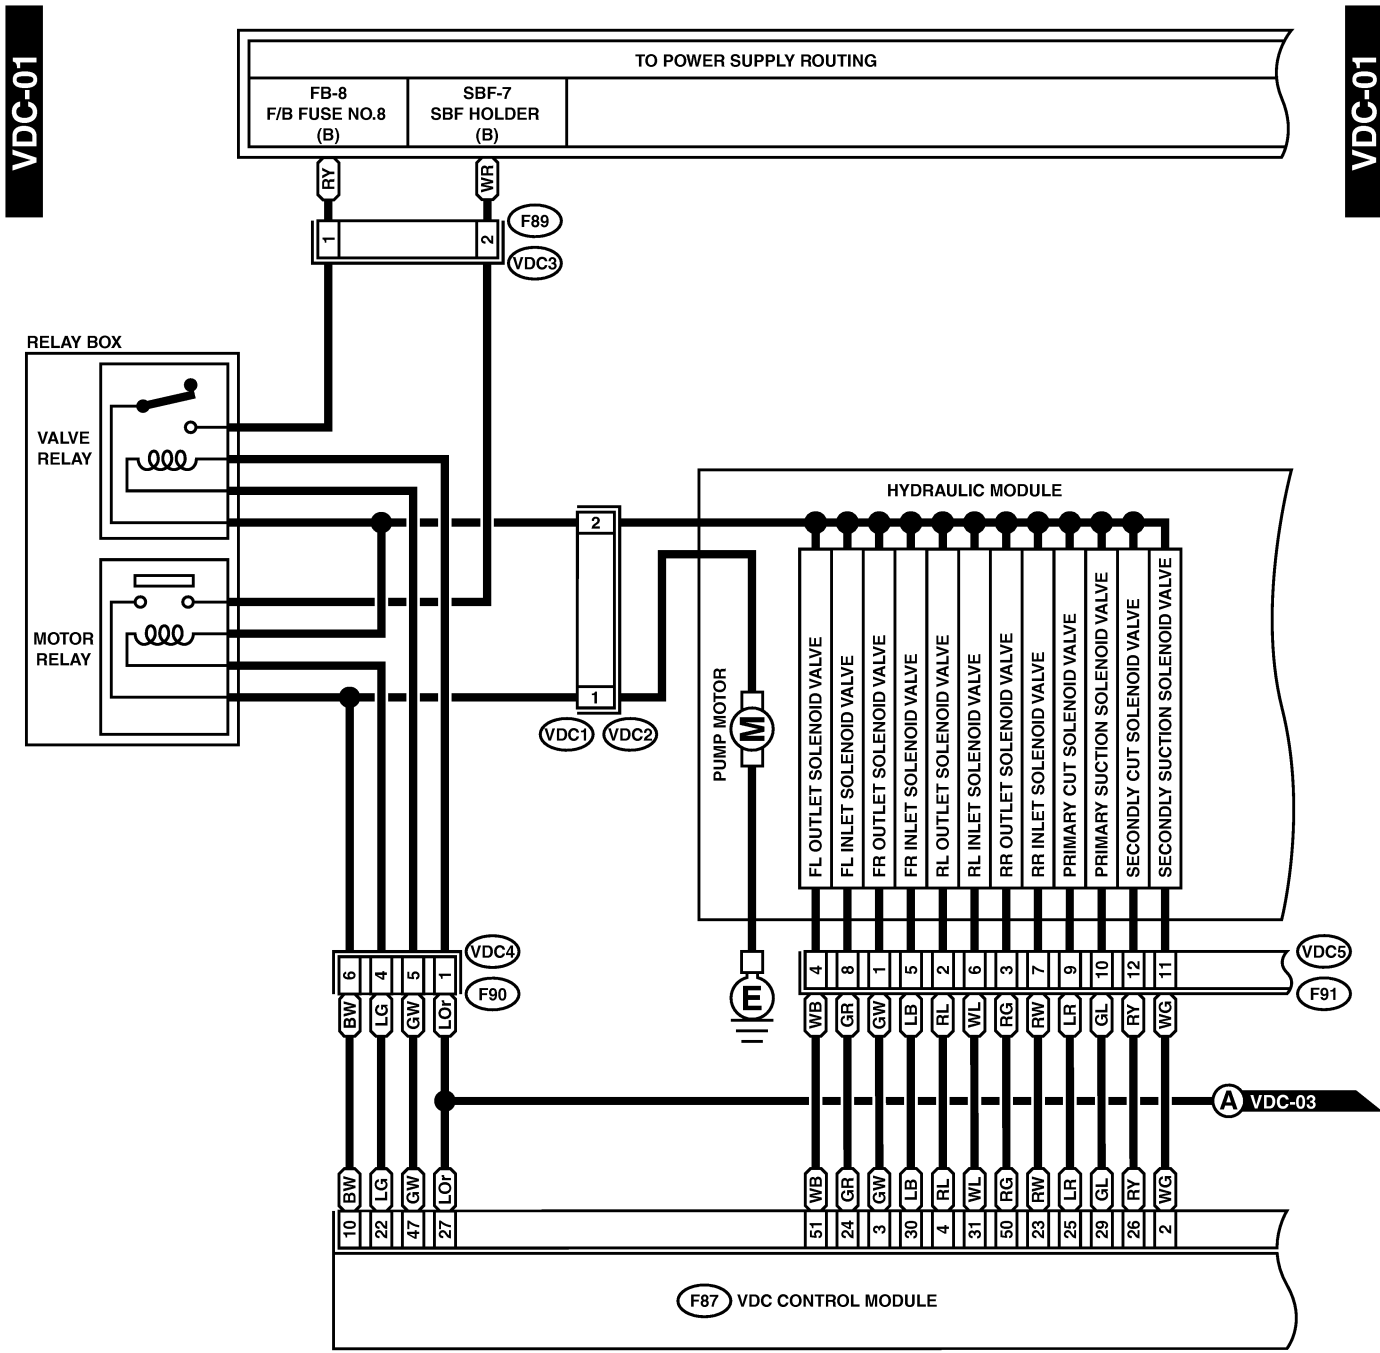 VDC-01
VDC-01
TO POWER SUPPLY ROUTING
FB-8
F/B FUSE NO.8
(B)
SBF-7
SBF HOLDER
(B)
RY
WR
1
2
F89
VDC3
RELAY BOX
VALVE
RELAY
MOTOR
RELAY
HYDRAULIC MODULE
2
1
VDC1
VDC2
PUMP MOTOR
M
E
FL OUTLET SOLENOID VALVE
FL INLET SOLENOID VALVE
FR OUTLET SOLENOID VALVE
FR INLET SOLENOID VALVE
RL OUTLET SOLENOID VALVE
RL INLET SOLENOID VALVE
RR OUTLET SOLENOID VALVE
RR INLET SOLENOID VALVE
PRIMARY CUT SOLENOID VALVE
PRIMARY SUCTION SOLENOID VALVE
SECONDLY CUT SOLENOID VALVE
SECONDLY SUCTION SOLENOID VALVE
6 4 5 1
VDC4
F90
4 8 1 5 2 6 3 7 9 10 12 11
VDC5
F91
BW LG GW LOr
WB GR GW LB RL WL RG RW LR GL RY WG
A VDC-03
BW LG GW LOr
WB GR GW LB RL WL RG RW LR GL RY WG
10 22 47 27
51 24 3 30 4 31 50 23 25 29 26 2
F87 VDC CONTROL MODULE